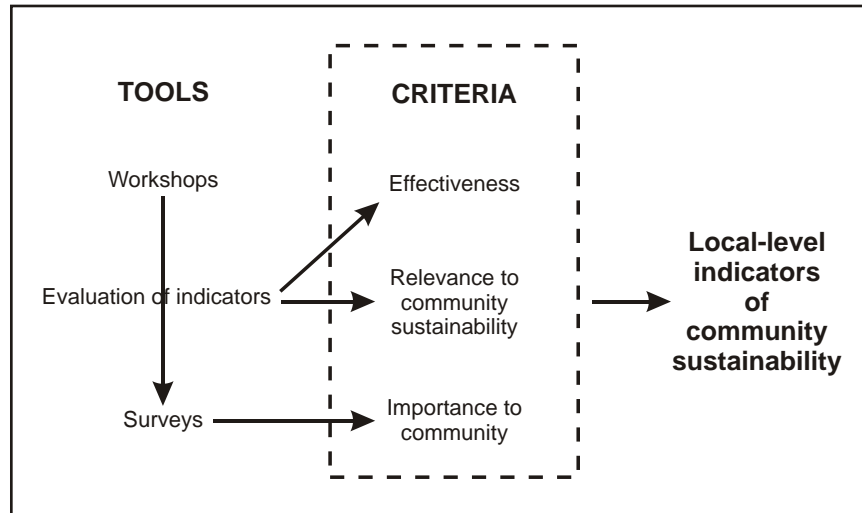 TOOLS
CRITERIA
Workshops
Effectiveness
Evaluation of indicators
Relevance to
community
sustainability
Surveys
Importance to
community
Local-level
indicators
of
community
sustainability